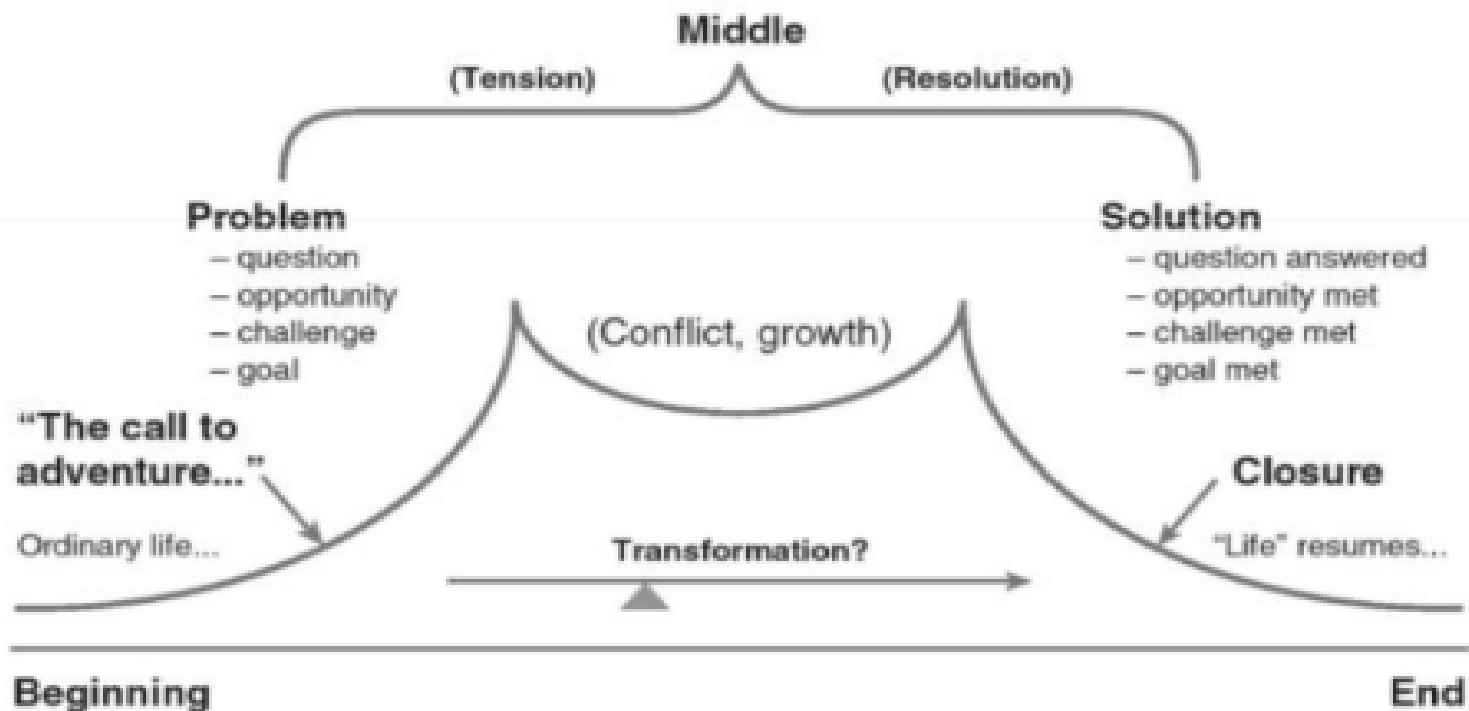 Middle
(Tension)
(Resolution)
Problem
– question
– opportunity
– challenge
– goal
Solution
– question answered
– opportunity met
– challenge met
– goal met
(Conflict, growth)
“The call to
adventure...”
Ordinary life...
Closure
“Life” resumes...
Transformation?
Beginning
End